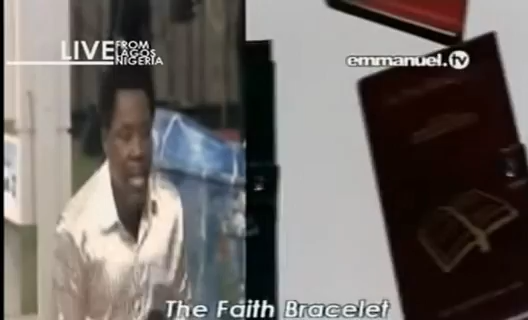 LIVE FROM
LAGOS
NIGERIA
emmanuel.tv
The Faith Bracelet